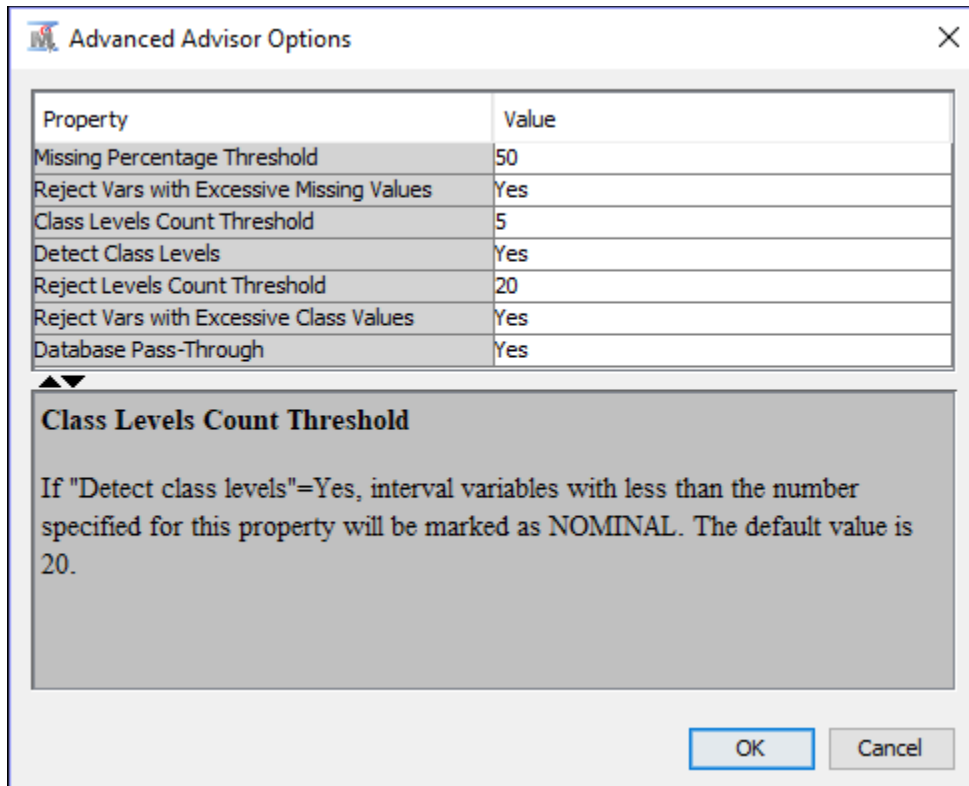 Advanced Advisor Options
Property Value
Missing Percentage Threshold 50
Reject Vars with Excessive Missing Values Yes
Class Levels Count Threshold 5
Detect Class Levels Yes
Reject Levels Count Threshold 20
Reject Vars with Excessive Class Values Yes
Database Pass-Through Yes
Class Levels Count Threshold
If "Detect class levels"=Yes, interval variables with less than the number
specified for this property will be marked as NOMINAL. The default value is
20.
OK Cancel